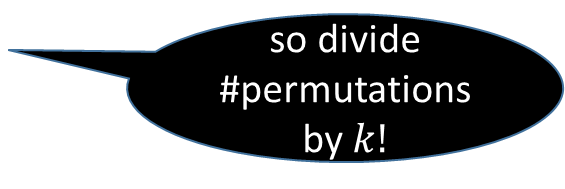 so divide
#permutations
by k!